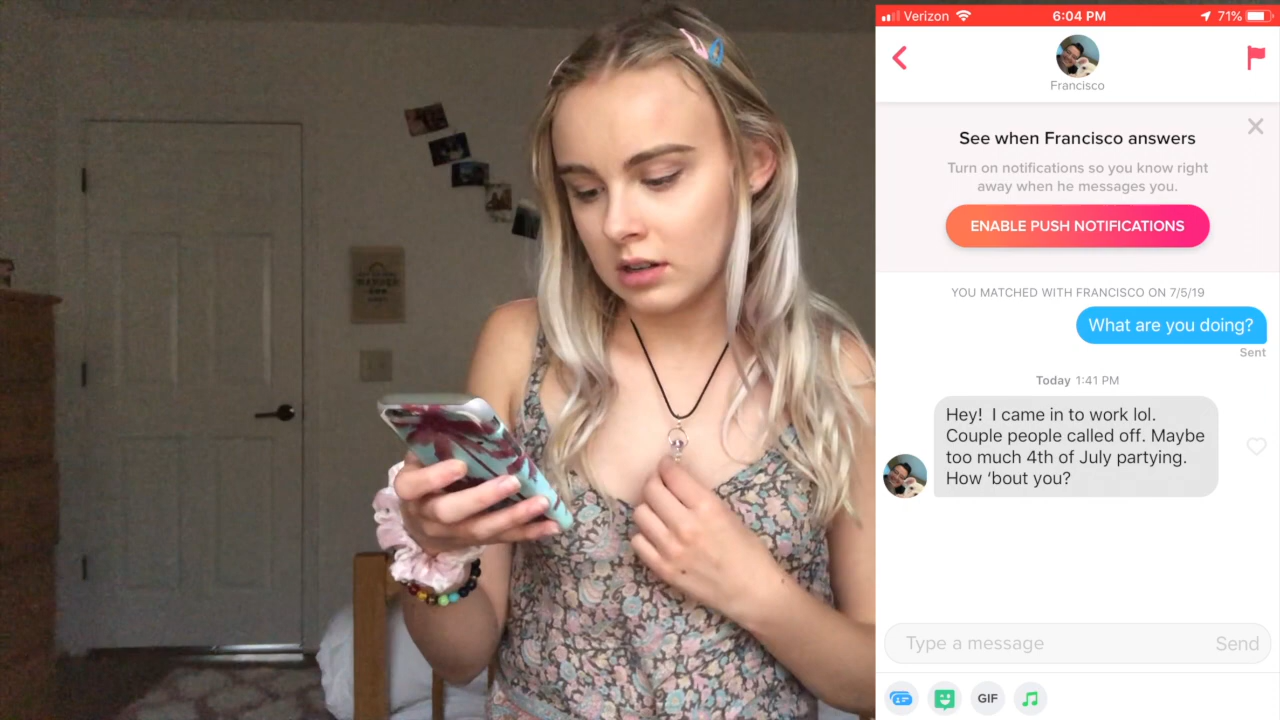 Verizon 6:04 PM 71%
Francisco
See when Francisco answers
Turn on notifications so you know right
away when he messages you.
ENABLE PUSH NOTIFICATIONS
YOU MATCHED WITH FRANCISCO ON 7/5/19
What are you doing?
Sent
Today 1:41 PM
Hey!  I came in to work lol.
Couple people called off. Maybe
too much 4th of July partying.
How ‘bout you?
Type a message Send
GIF